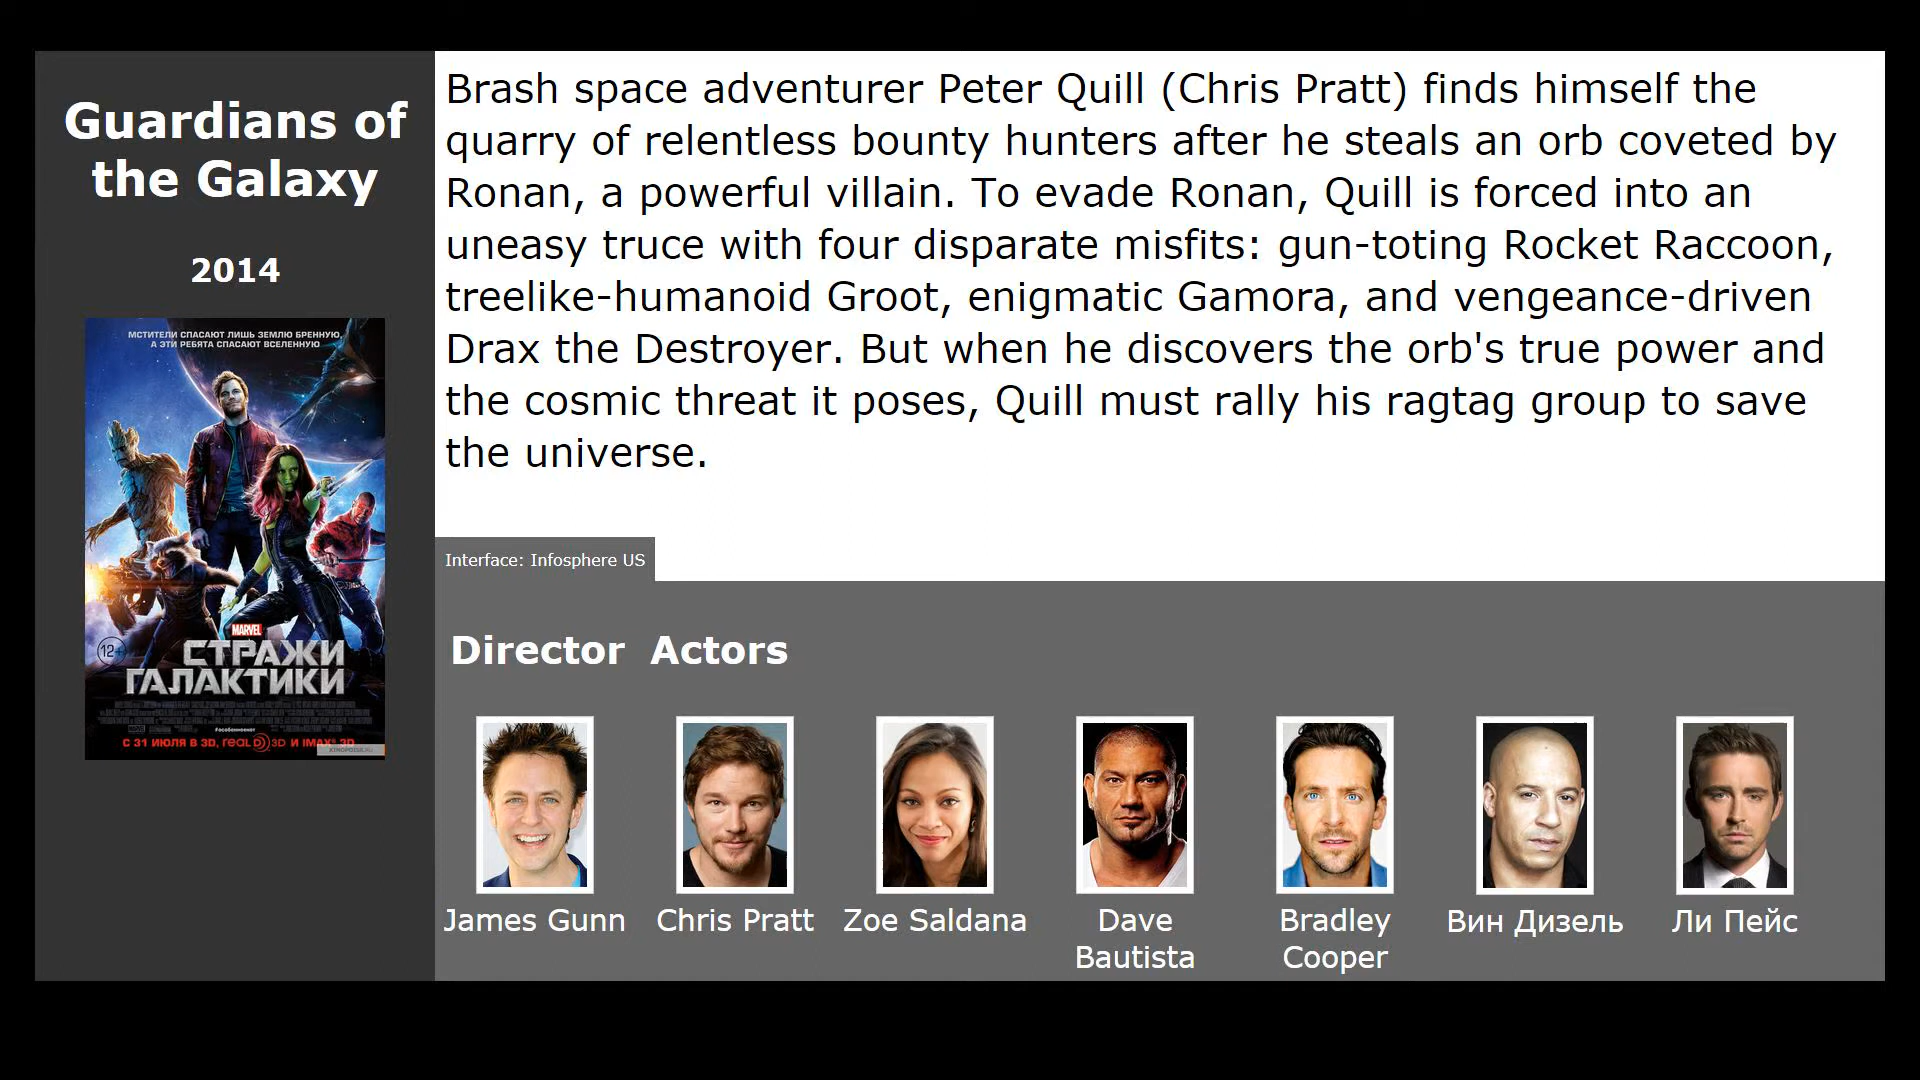 Guardians of
the Galaxy
2014
МСТИТЕЛИ СПАСАЮТ ЛИШЬ ЗЕМЛЮ БРЕННУЮ,
А ЭТИ РЕБЯТА СПАСАЮТ ВСЕЛЕННУЮ
MARVEL
12+
СТРАЖИ
ГАЛАКТИКИ
С 31 ИЮЛЯ В 3D, REAL D 3D И IMAX 3D
Brash space adventurer Peter Quill (Chris Pratt) finds himself the
quarry of relentless bounty hunters after he steals an orb coveted by
Ronan, a powerful villain. To evade Ronan, Quill is forced into an
uneasy truce with four disparate misfits: gun-toting Rocket Raccoon,
treelike-humanoid Groot, enigmatic Gamora, and vengeance-driven
Drax the Destroyer. But when he discovers the orb's true power and
the cosmic threat it poses, Quill must rally his ragtag group to save
the universe.
Interface: Infosphere US
Director Actors
James Gunn Chris Pratt Zoe Saldana Dave Bautista Bradley Cooper Вин Дизель Ли Пейс